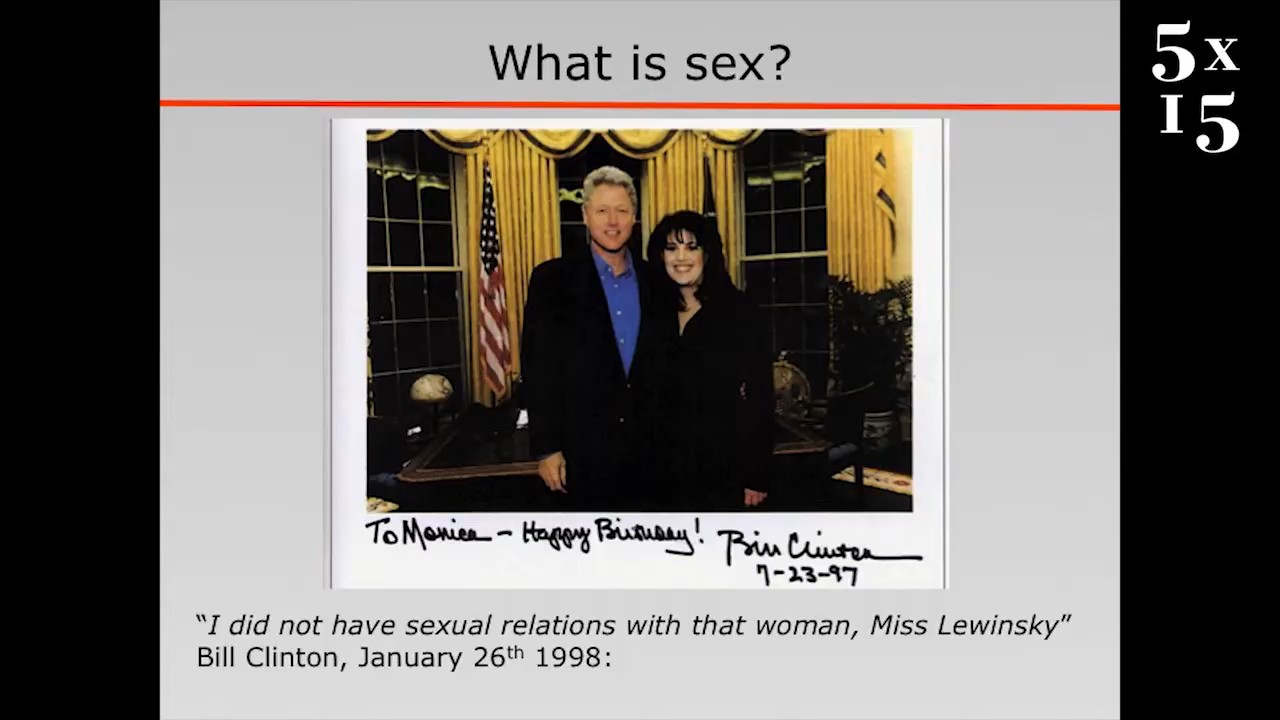 What is sex?
5x
15
To Monica – Happy Birthday!
Bill Clinton
7-23-97
"I did not have sexual relations with that woman, Miss Lewinsky"
Bill Clinton, January 26th 1998: